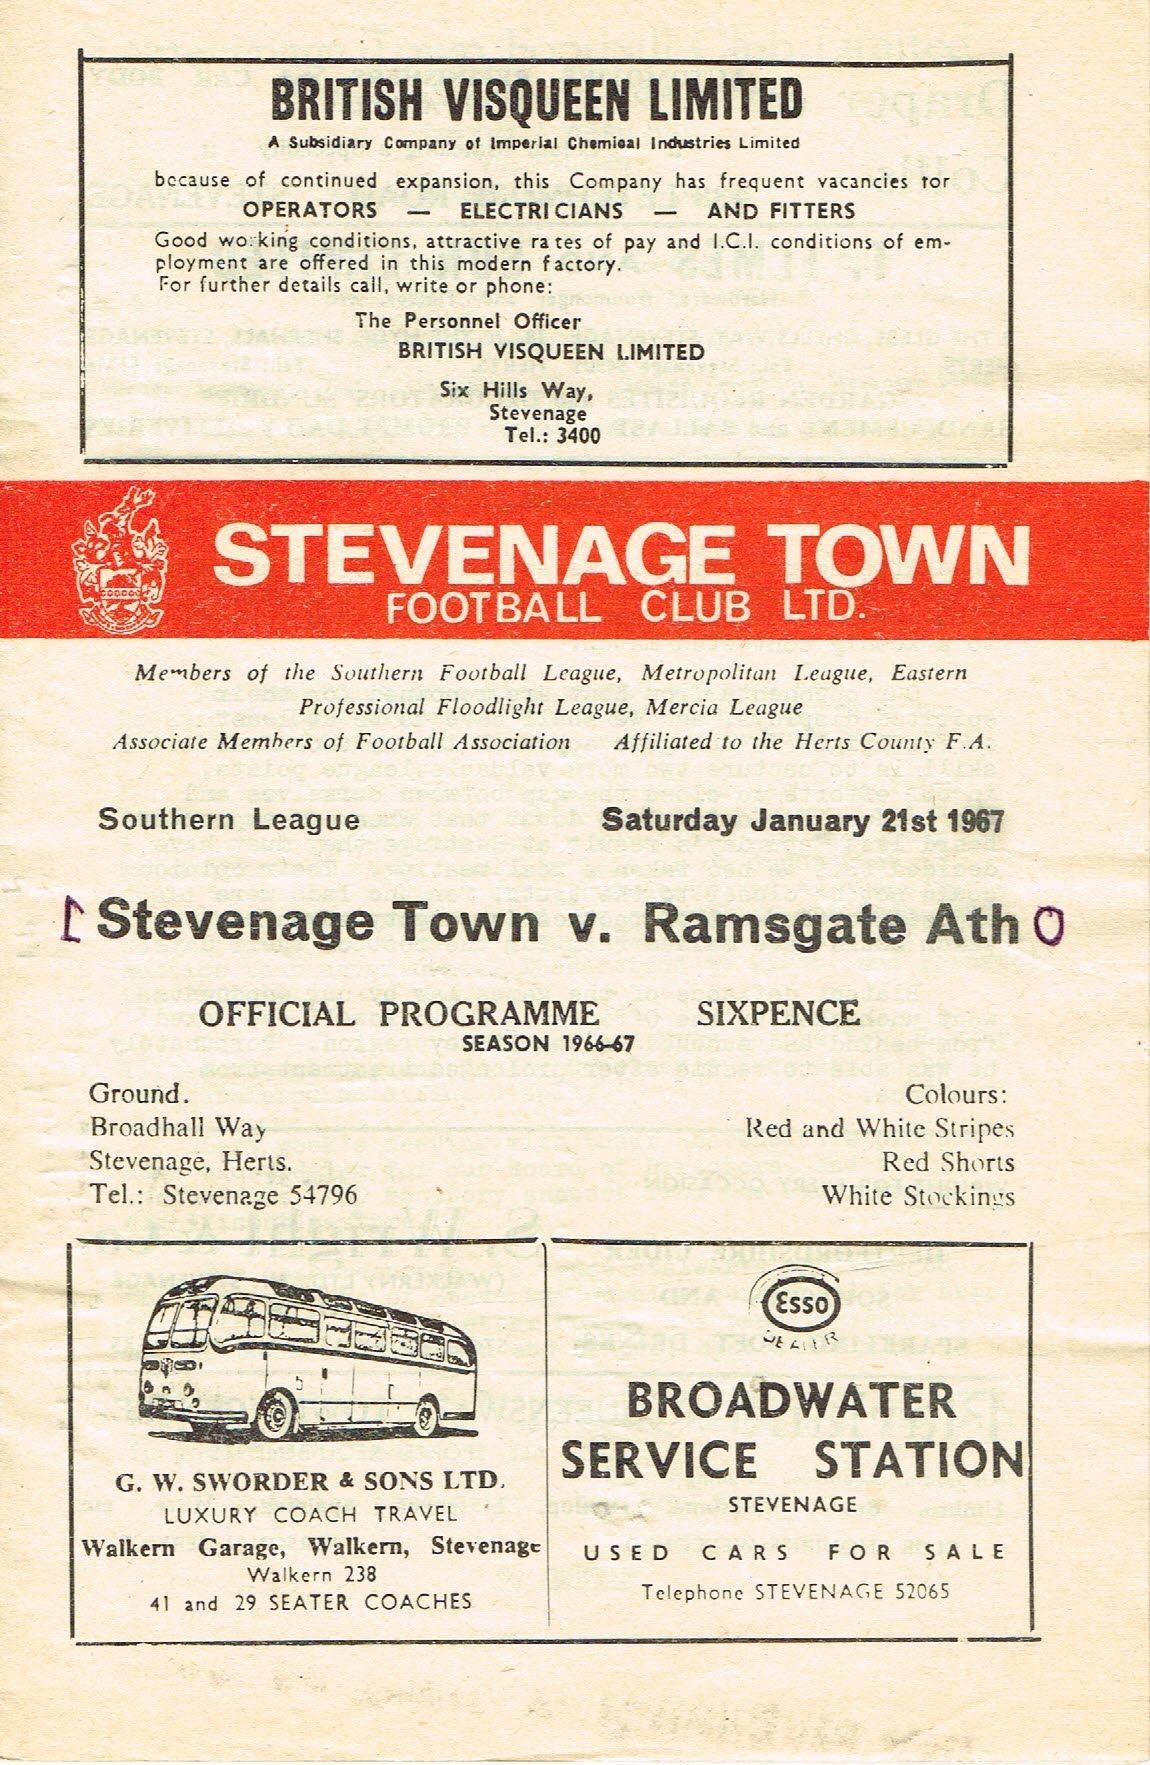 BRITISH VISQUEEN LIMITED
A Subsidiary Company of Imperial Chemical Industries Limited
because of continued expansion, this Company has frequent vacancies for
OPERATORS — ELECTRICIANS — AND FITTERS
Good working conditions, attractive rates of pay and I.C.I. conditions of em-
ployment are offered in this modern factory.
For further details call, write or phone:
The Personnel Officer
BRITISH VISQUEEN LIMITED
Six Hills Way,
Stevenage
Tel.: 3400
STEVENAGE TOWN
FOOTBALL CLUB LTD.
Members of the Southern Football League, Metropolitan League, Eastern
Professional Floodlight League, Mercia League
Associate Members of Football Association Affiliated to the Herts County F.A.
Southern League Saturday January 21st 1967
1 Stevenage Town v. Ramsgate Ath 0
OFFICIAL PROGRAMME SIXPENCE
SEASON 1966-67
Ground.
Broadhall Way
Stevenage, Herts.
Tel.: Stevenage 54796
Colours:
Red and White Stripes
Red Shorts
White Stockings
G. W. SWORDER & SONS LTD.
LUXURY COACH TRAVEL
Walkern Garage, Walkern, Stevenage
Walkern 238
41 and 29 SEATER COACHES
Esso
DEALER
BROADWATER
SERVICE STATION
STEVENAGE
USED CARS FOR SALE
Telephone STEVENAGE 52065